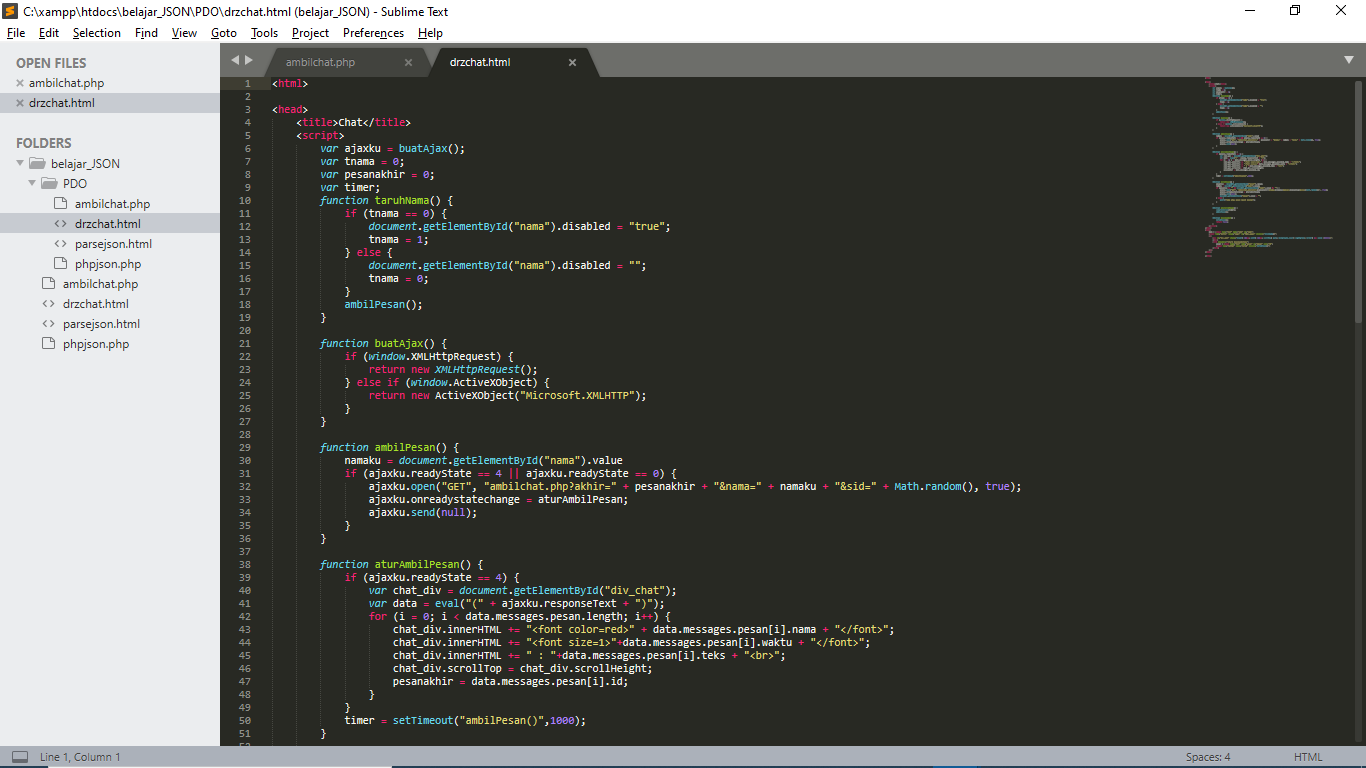 C:\xampp\htdocs\belajar_JSON\PDO\drzchat.html (belajar_JSON) - Sublime Text
File Edit Selection Find View Goto Tools Project Preferences Help
OPEN FILES
ambilchat.php
drzchat.html
FOLDERS
belajar_JSON
PDO
ambilchat.php
drzchat.html
parsejson.html
phpjson.php
ambilchat.php
drzchat.html
parsejson.html
phpjson.php
ambilchat.php drzchat.html
1 <html>
2
3 <head>
4     <title>Chat</title>
5     <script>
6         var ajaxku = buatAjax();
7         var tnama = 0;
8         var pesanakhir = 0;
9         var timer;
10         function taruhNama() {
11             if (tnama == 0) {
12                 document.getElementById("nama").disabled = "true";
13                 tnama = 1;
14             } else {
15                 document.getElementById("nama").disabled = "";
16                 tnama = 0;
17             }
18             ambilPesan();
19         }
20
21         function buatAjax() {
22             if (window.XMLHttpRequest) {
23                 return new XMLHttpRequest();
24             } else if (window.ActiveXObject) {
25                 return new ActiveXObject("Microsoft.XMLHTTP");
26             }
27         }
28
29         function ambilPesan() {
30             namaku = document.getElementById("nama").value
31             if (ajaxku.readyState == 4 || ajaxku.readyState == 0) {
32                 ajaxku.open("GET", "ambilchat.php?akhir=" + pesanakhir + "&nama=" + namaku + "&sid=" + Math.random(), true);
33                 ajaxku.onreadystatechange = aturAmbilPesan;
34                 ajaxku.send(null);
35             }
36         }
37
38         function aturAmbilPesan() {
39             if (ajaxku.readyState == 4) {
40                 var chat_div = document.getElementById("div_chat");
41                 var data = eval("(" + ajaxku.responseText + ")");
42                 for (i = 0; i < data.messages.pesan.length; i++) {
43                     chat_div.innerHTML += "<font color=red>" + data.messages.pesan[i].nama + "</font>";
44                     chat_div.innerHTML += "<font size=1>"+data.messages.pesan[i].waktu + "</font>";
45                     chat_div.innerHTML += " : "+data.messages.pesan[i].teks + "<br>";
46                     chat_div.scrollTop = chat_div.scrollHeight;
47                     pesanakhir = data.messages.pesan[i].id;
48                 }
49             }
50             timer = setTimeout("ambilPesan()",1000);
51         }
Line 1, Column 1 Spaces: 4 HTML